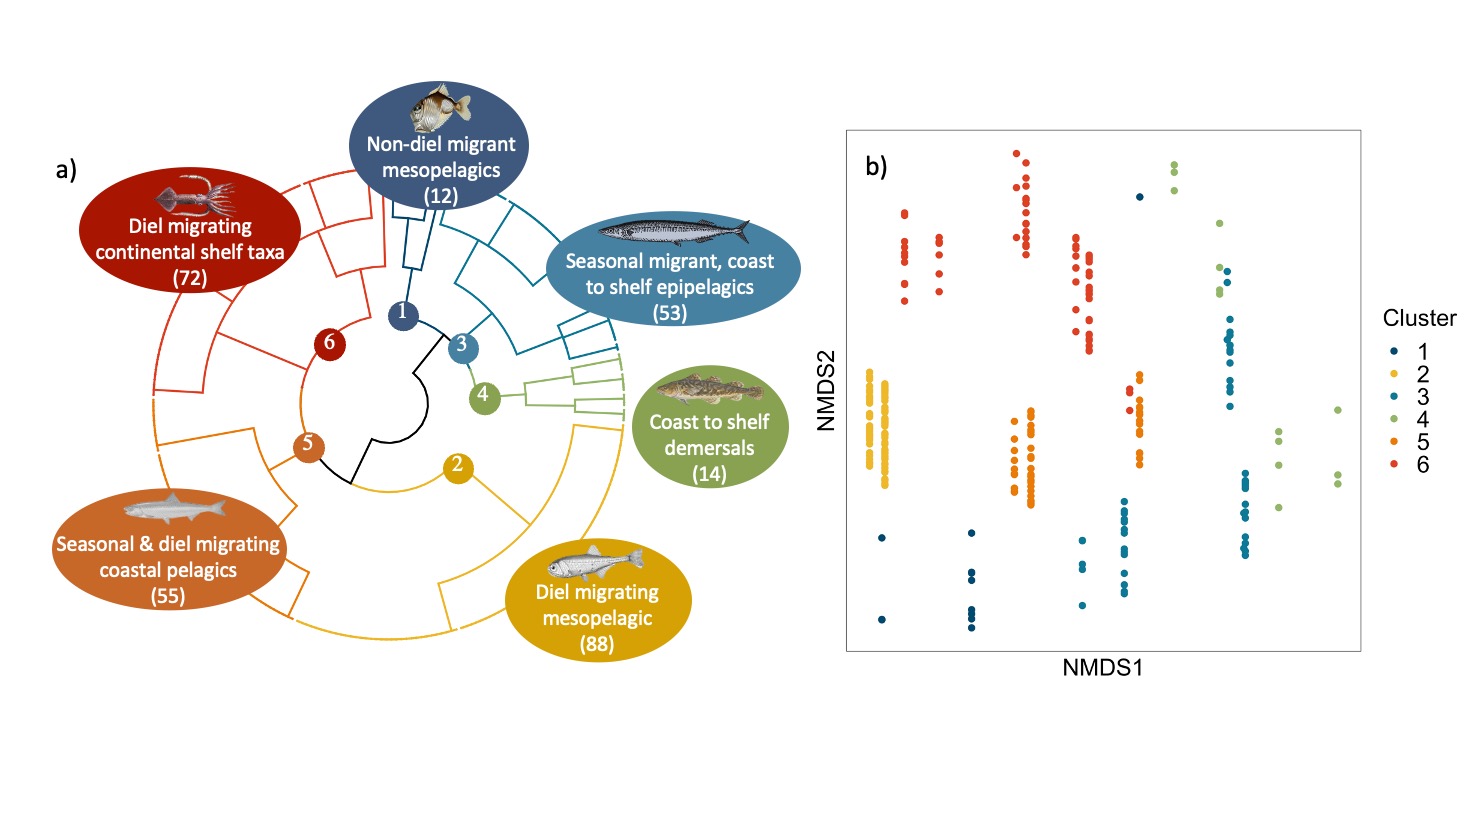 a)
Non-diel migrant
mesopelagics
(12)
Diel migrating
continental shelf taxa
(72)
Seasonal migrant, coast
to shelf epipelagics
(53)
1
6
3
4
Coast to shelf
demersals
(14)
5
2
Seasonal & diel migrating
coastal pelagics
(55)
Diel migrating
mesopelagic
(88)
b)
NMDS2
NMDS1
Cluster
1
2
3
4
5
6